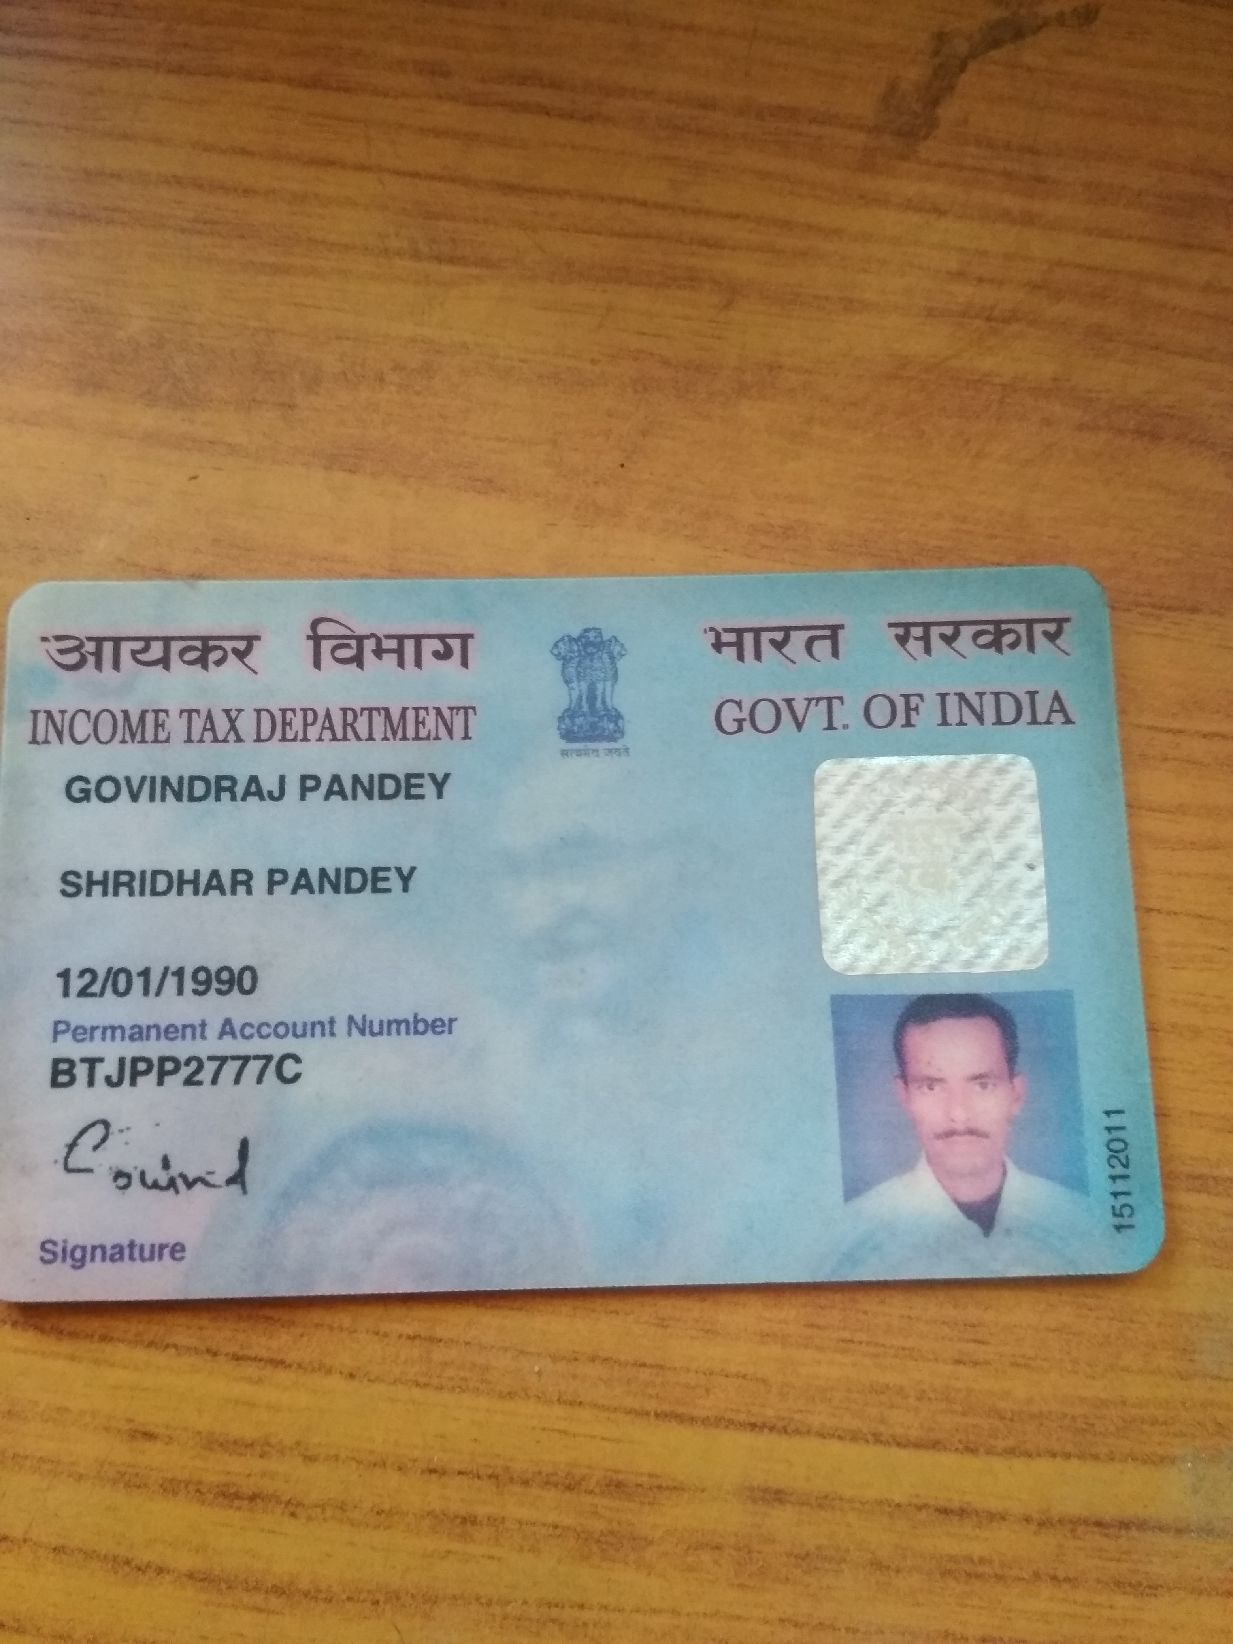 आयकर विभाग
INCOME TAX DEPARTMENT
सत्यमेव जयते
भारत सरकार
GOVT. OF INDIA
GOVINDRAJ PANDEY
SHRIDHAR PANDEY
12/01/1990
Permanent Account Number
BTJPP2777C
Govind
Signature
15112011